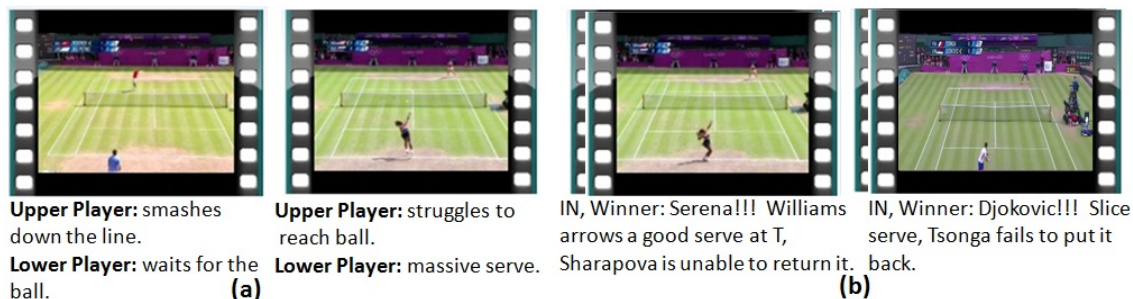 Upper Player: smashes
down the line.
Lower Player: waits for the
ball.
Upper Player: struggles to
reach ball.
Lower Player: massive serve.
(a)
IN, Winner: Serena!!! Williams
arrows a good serve at T,
Sharapova is unable to return it.
IN, Winner: Djokovic!!! Slice
serve, Tsonga fails to put it
back.
(b)